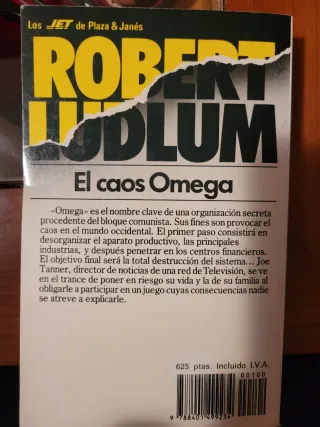 Los JET de Plaza & Janés
ROBERT
LUDLUM
El caos Omega
«Omega» es el nombre clave de una organización secreta
procedente del bloque comunista. Sus fines son provocar el
caos en el mundo occidental. El primer paso consistirá en
desorganizar el aparato productivo, las principales
industrias, y después penetrar en los centros financieros.
El objetivo final será la total destrucción del sistema... Joe
Tanner, director de noticias de una red de Televisión, se ve
en el trance de poner en riesgo su vida y la de su familia al
obligarle a participar en un juego cuyas consecuencias nadie
se atreve a explicarle.
625 ptas. Incluido I.V.A.
00100
9 788401 499234